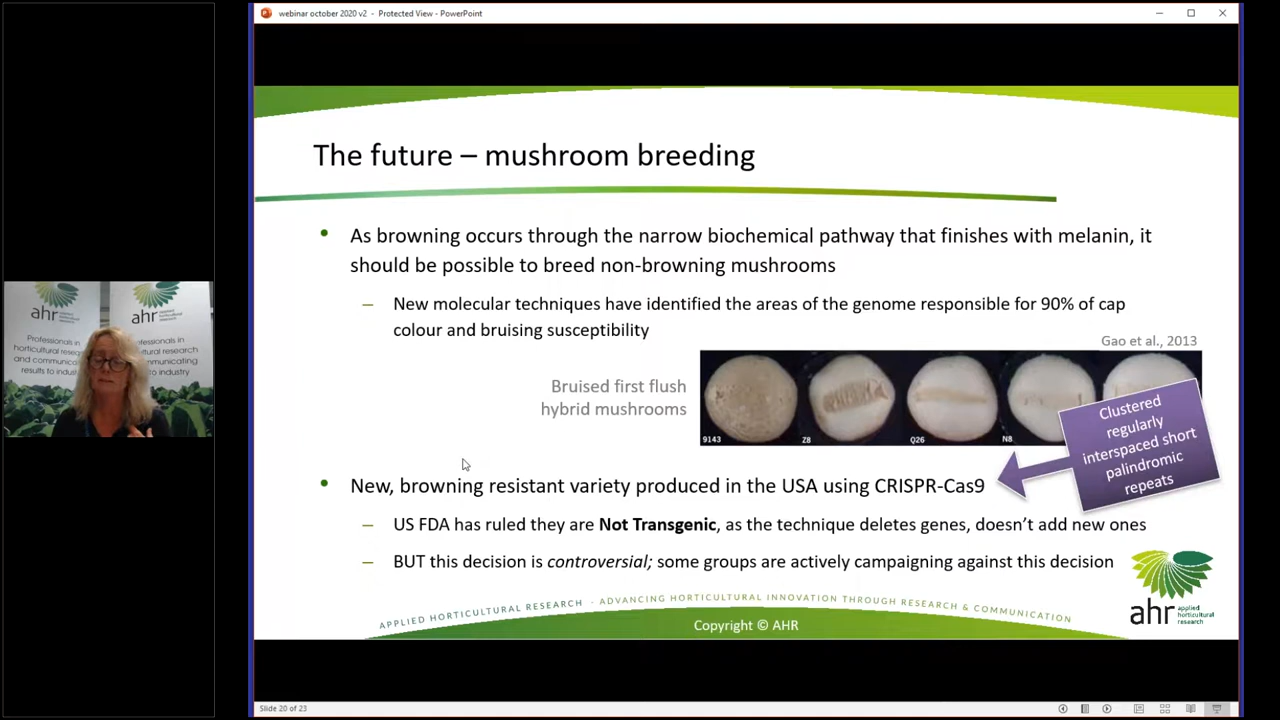 webinar october 2020 v2 - Protected View - PowerPoint
The future – mushroom breeding
• As browning occurs through the narrow biochemical pathway that finishes with melanin, it
should be possible to breed non-browning mushrooms
– New molecular techniques have identified the areas of the genome responsible for 90% of cap
colour and bruising susceptibility
Gao et al., 2013
Bruised first flush
hybrid mushrooms
9143
Z8
Q26
N8
Clustered
regularly
interspaced short
palindromic
repeats
• New, browning resistant variety produced in the USA using CRISPR-Cas9
– US FDA has ruled they are Not Transgenic, as the technique deletes genes, doesn't add new ones
– BUT this decision is controversial; some groups are actively campaigning against this decision
APPLIED HORTICULTURAL RESEARCH - ADVANCING HORTICULTURAL INNOVATION THROUGH RESEARCH & COMMUNICATION
ahr applied
horticultural
research
Copyright © AHR
Slide 20 of 23
ahr
ahr
Professionals in
horticultural
and
results to
industry